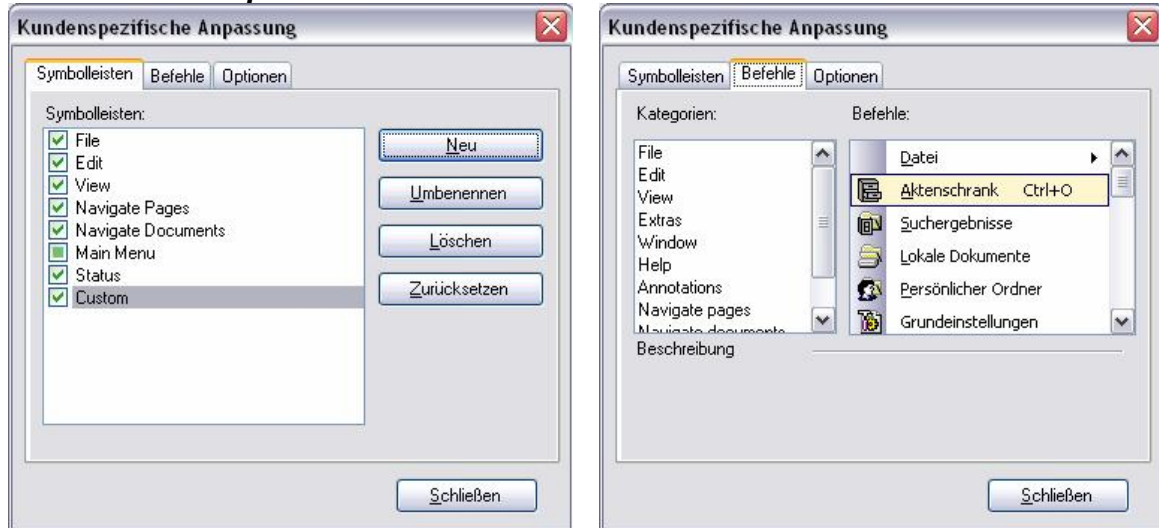 Kundenspezifische Anpassung
Symbolleisten Befehle Optionen
Symbolleisten:
File
Edit
View
Navigate Pages
Navigate Documents
Main Menu
Status
Custom
Neu
Umbenennen
Löschen
Zurücksetzen
Schließen
Kundenspezifische Anpassung
Symbolleisten Befehle Optionen
Kategorien:
File
Edit
View
Extras
Window
Help
Annotations
Navigate pages
Navigate documents
Befehle:
Datei
Aktenschrank Ctrl+O
Suchergebnisse
Lokale Dokumente
Persönlicher Ordner
Grundeinstellungen
Beschreibung
Schließen